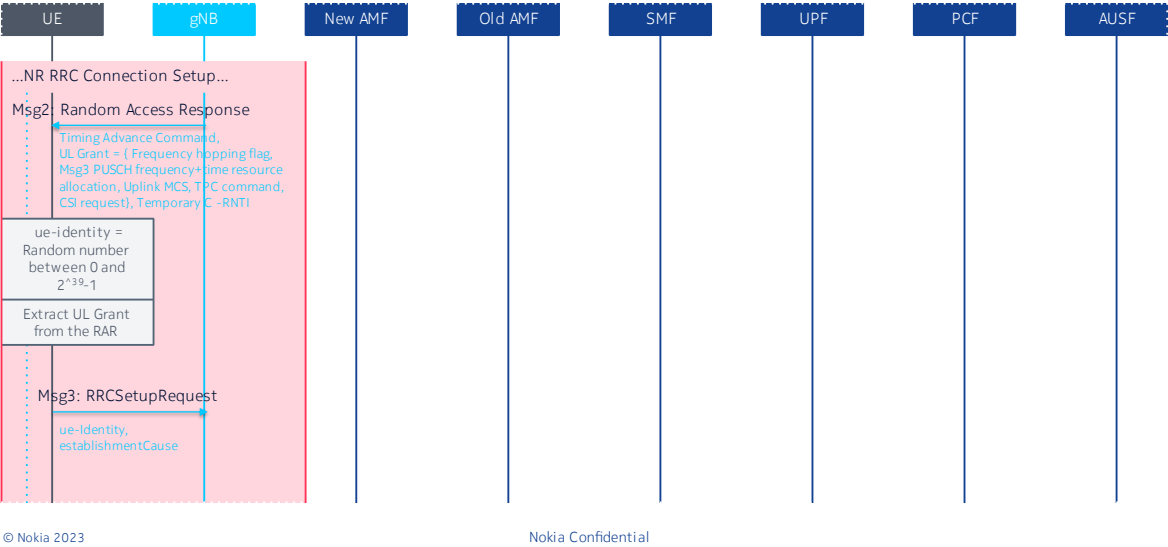 UE gNB New AMF Old AMF SMF UPF PCF AUSF
...NR RRC Connection Setup...
Msg2: Random Access Response
Timing Advance Command,
UL Grant = { Frequency hopping flag,
Msg3 PUSCH frequency+time resource
allocation, Uplink MCS, TPC command,
CSI request}, Temporary C -RNTI
ue-identity =
Random number
between 0 and
2^39-1
Extract UL Grant
from the RAR
Msg3: RRCSetupRequest
ue-Identity,
establishmentCause
© Nokia 2023 Nokia Confidential